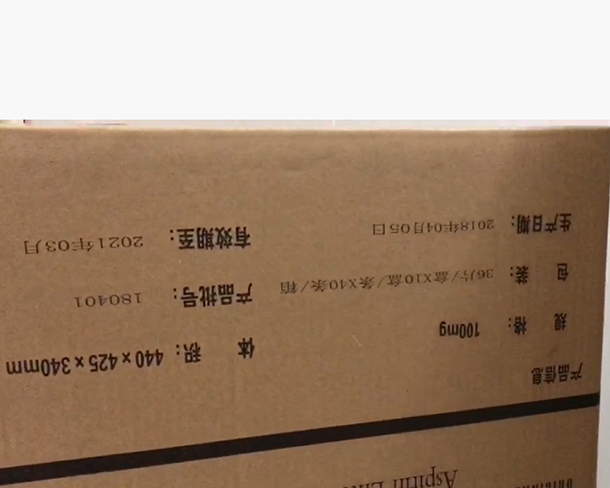 产品信息
规 格：100mg 体 积：440×425×340mm
包 装：36片/盒X10盒/条X40条/箱 产品批号：180401
生产日期：2018年04月05日 有效期至：2021年03月
Aspirin